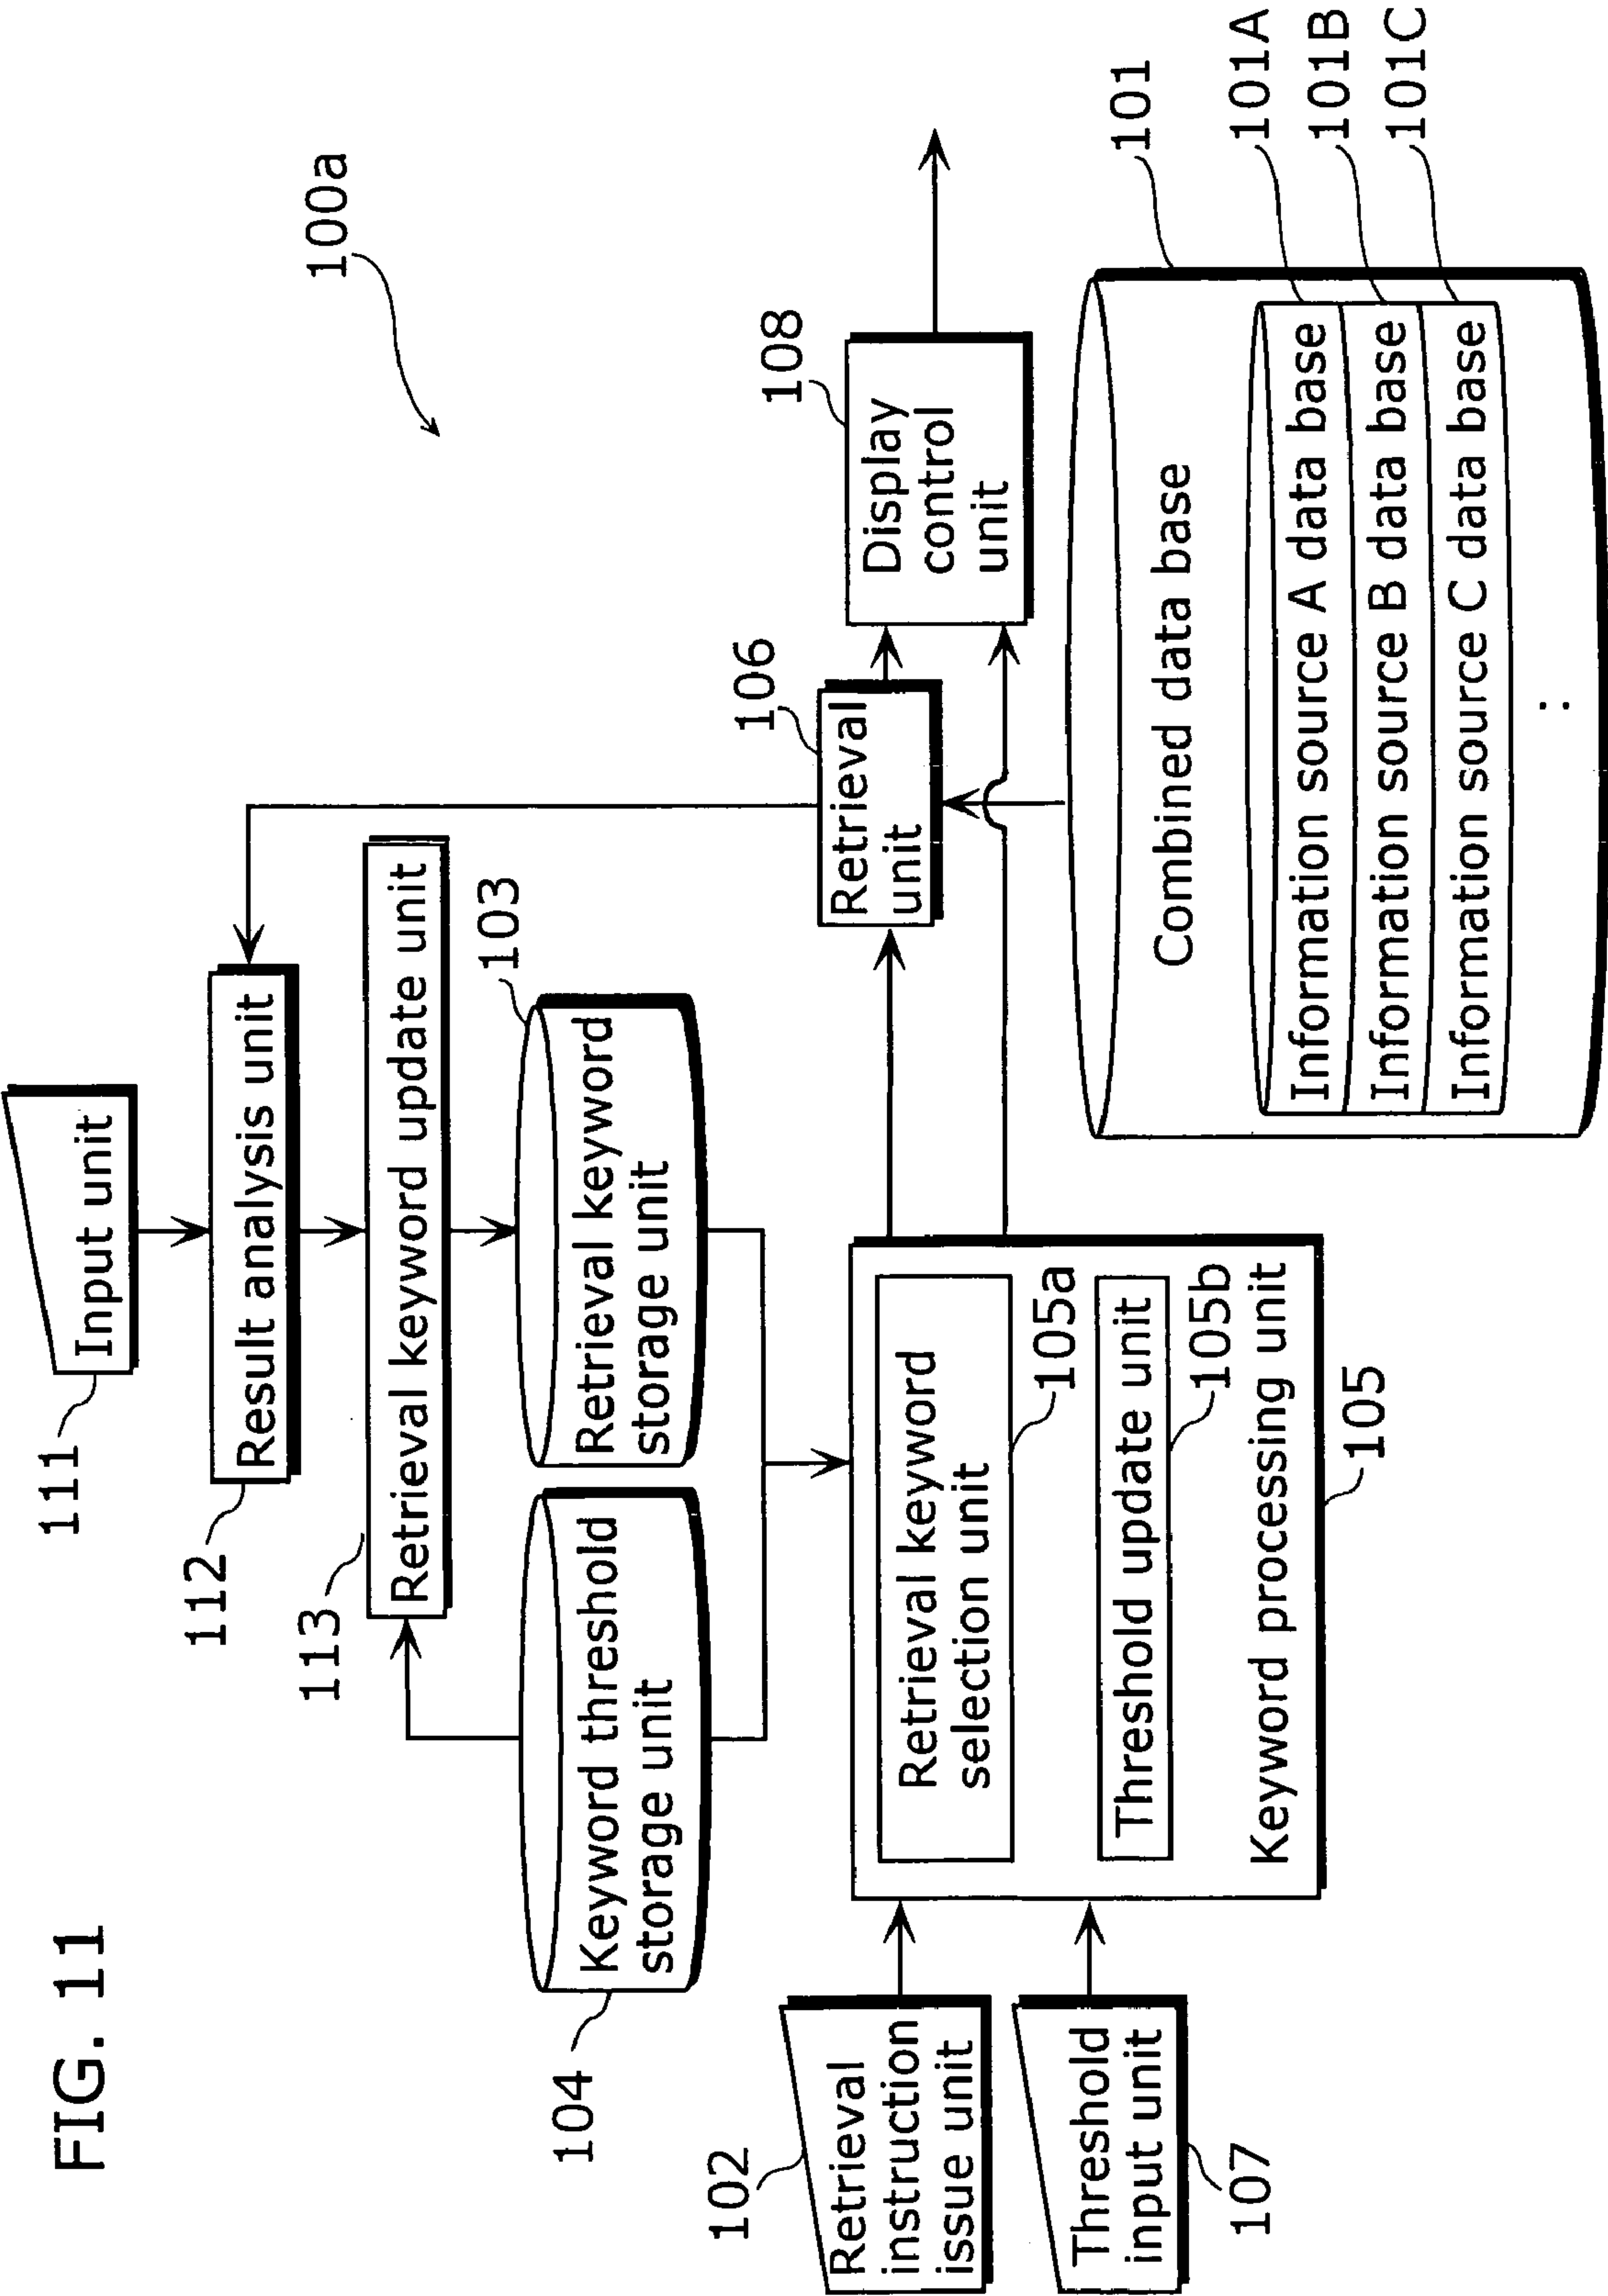 FIG. 11
100a
111
Input unit
112
Result analysis unit
113
Retrieval keyword update unit
104
Keyword threshold
storage unit
103
Retrieval keyword
storage unit
102
Retrieval
instruction
issue unit
107
Threshold
input unit
Retrieval keyword
selection unit
105a
Threshold update unit
105b
Keyword processing unit
105
106
Retrieval
unit
108
Display
control
unit
101
Combined data base
101A
Information source A data base
101B
Information source B data base
101C
Information source C data base
: